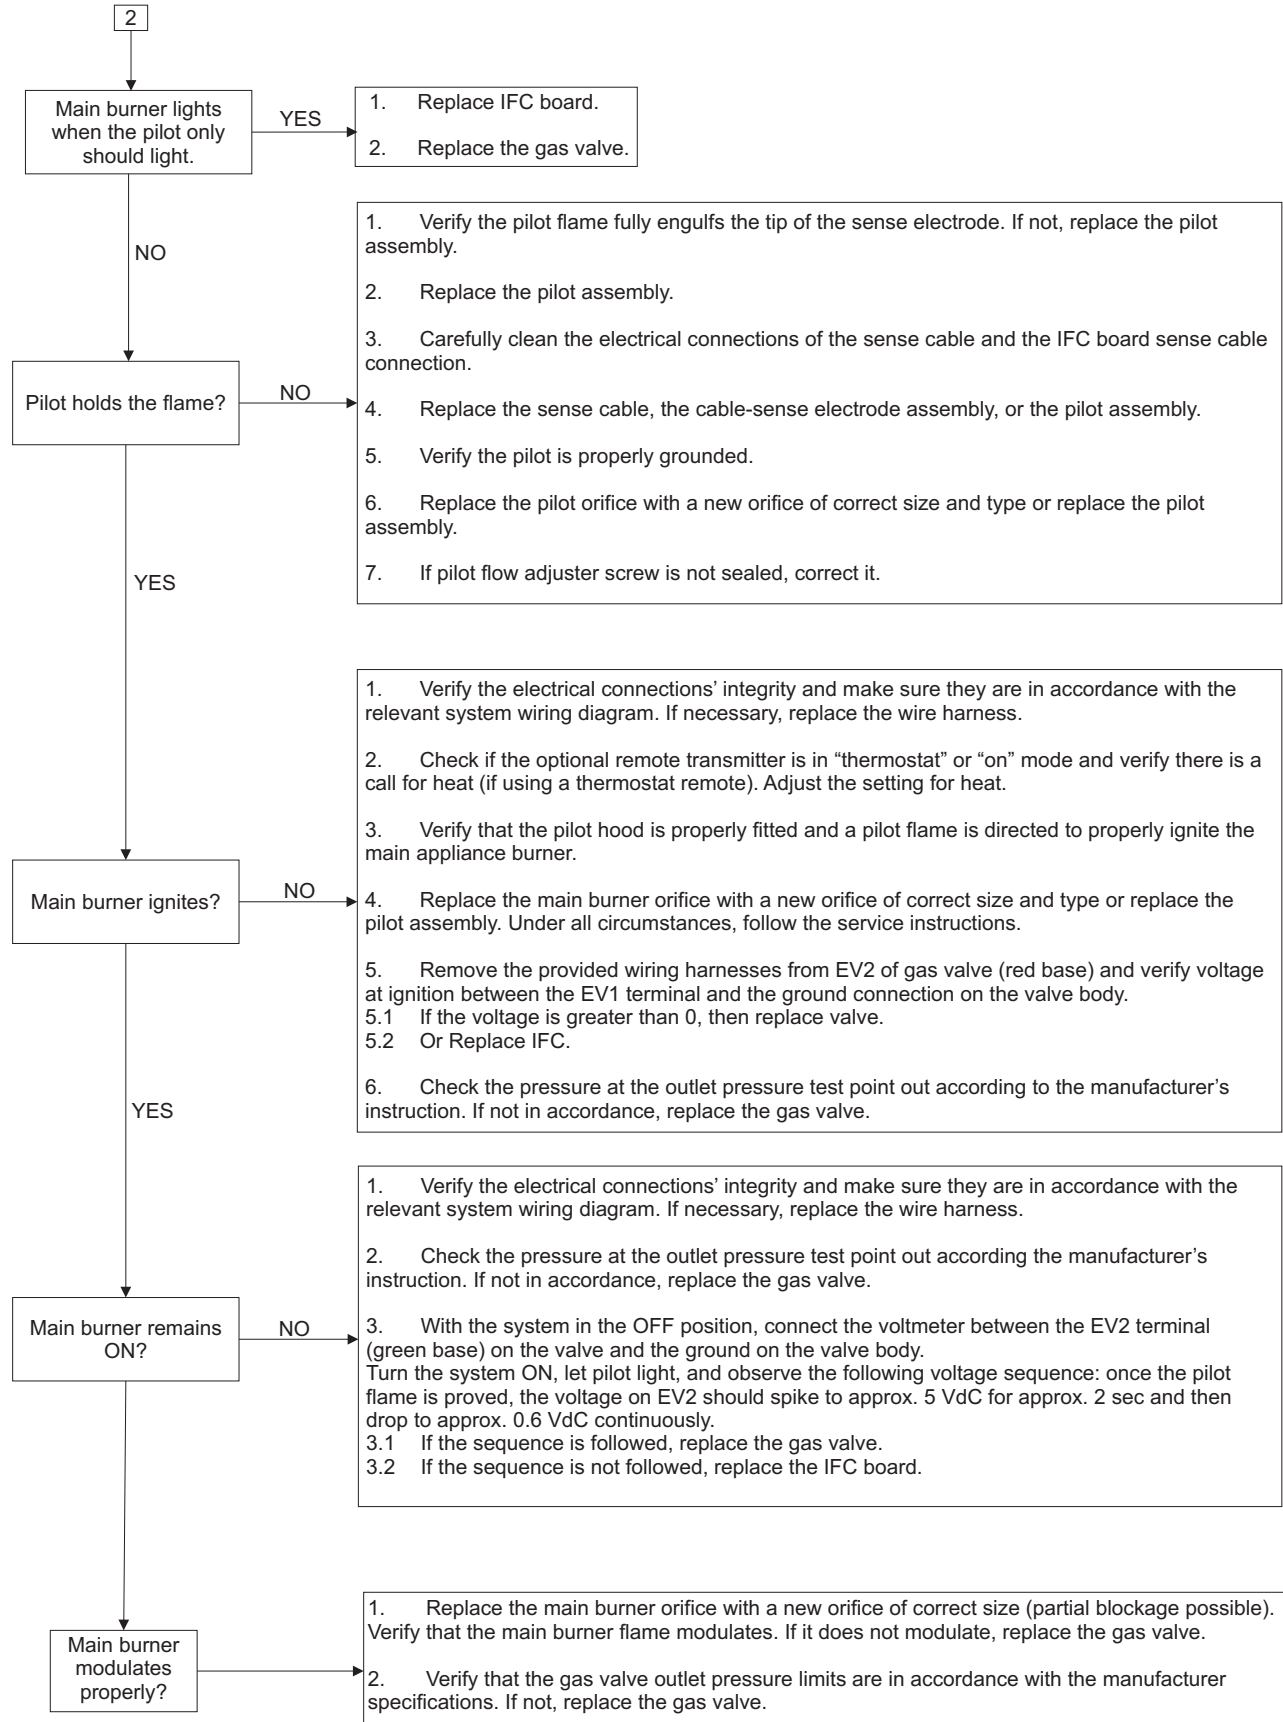 2
Main burner lights
when the pilot only
should light.
YES
1. Replace IFC board.
2. Replace the gas valve.
NO
1. Verify the pilot flame fully engulfs the tip of the sense electrode. If not, replace the pilot
assembly.
2. Replace the pilot assembly.
3. Carefully clean the electrical connections of the sense cable and the IFC board sense cable
connection.
4. Replace the sense cable, the cable-sense electrode assembly, or the pilot assembly.
5. Verify the pilot is properly grounded.
6. Replace the pilot orifice with a new orifice of correct size and type or replace the pilot
assembly.
7. If pilot flow adjuster screw is not sealed, correct it.
Pilot holds the flame?
NO
YES
1. Verify the electrical connections’ integrity and make sure they are in accordance with the
relevant system wiring diagram. If necessary, replace the wire harness.
2. Check if the optional remote transmitter is in “thermostat” or “on” mode and verify there is a
call for heat (if using a thermostat remote). Adjust the setting for heat.
3. Verify that the pilot hood is properly fitted and a pilot flame is directed to properly ignite the
main appliance burner.
4. Replace the main burner orifice with a new orifice of correct size and type or replace the
pilot assembly. Under all circumstances, follow the service instructions.
5. Remove the provided wiring harnesses from EV2 of gas valve (red base) and verify voltage
at ignition between the EV1 terminal and the ground connection on the valve body.
5.1 If the voltage is greater than 0, then replace valve.
5.2 Or Replace IFC.
6. Check the pressure at the outlet pressure test point out according to the manufacturer’s
instruction. If not in accordance, replace the gas valve.
Main burner ignites?
NO
YES
1. Verify the electrical connections’ integrity and make sure they are in accordance with the
relevant system wiring diagram. If necessary, replace the wire harness.
2. Check the pressure at the outlet pressure test point out according the manufacturer’s
instruction. If not in accordance, replace the gas valve.
3. With the system in the OFF position, connect the voltmeter between the EV2 terminal
(green base) on the valve and the ground on the valve body.
Turn the system ON, let pilot light, and observe the following voltage sequence: once the pilot
flame is proved, the voltage on EV2 should spike to approx. 5 VdC for approx. 2 sec and then
drop to approx. 0.6 VdC continuously.
3.1 If the sequence is followed, replace the gas valve.
3.2 If the sequence is not followed, replace the IFC board.
Main burner remains
ON?
NO
Main burner
modulates
properly?
1. Replace the main burner orifice with a new orifice of correct size (partial blockage possible).
Verify that the main burner flame modulates. If it does not modulate, replace the gas valve.
2. Verify that the gas valve outlet pressure limits are in accordance with the manufacturer
specifications. If not, replace the gas valve.